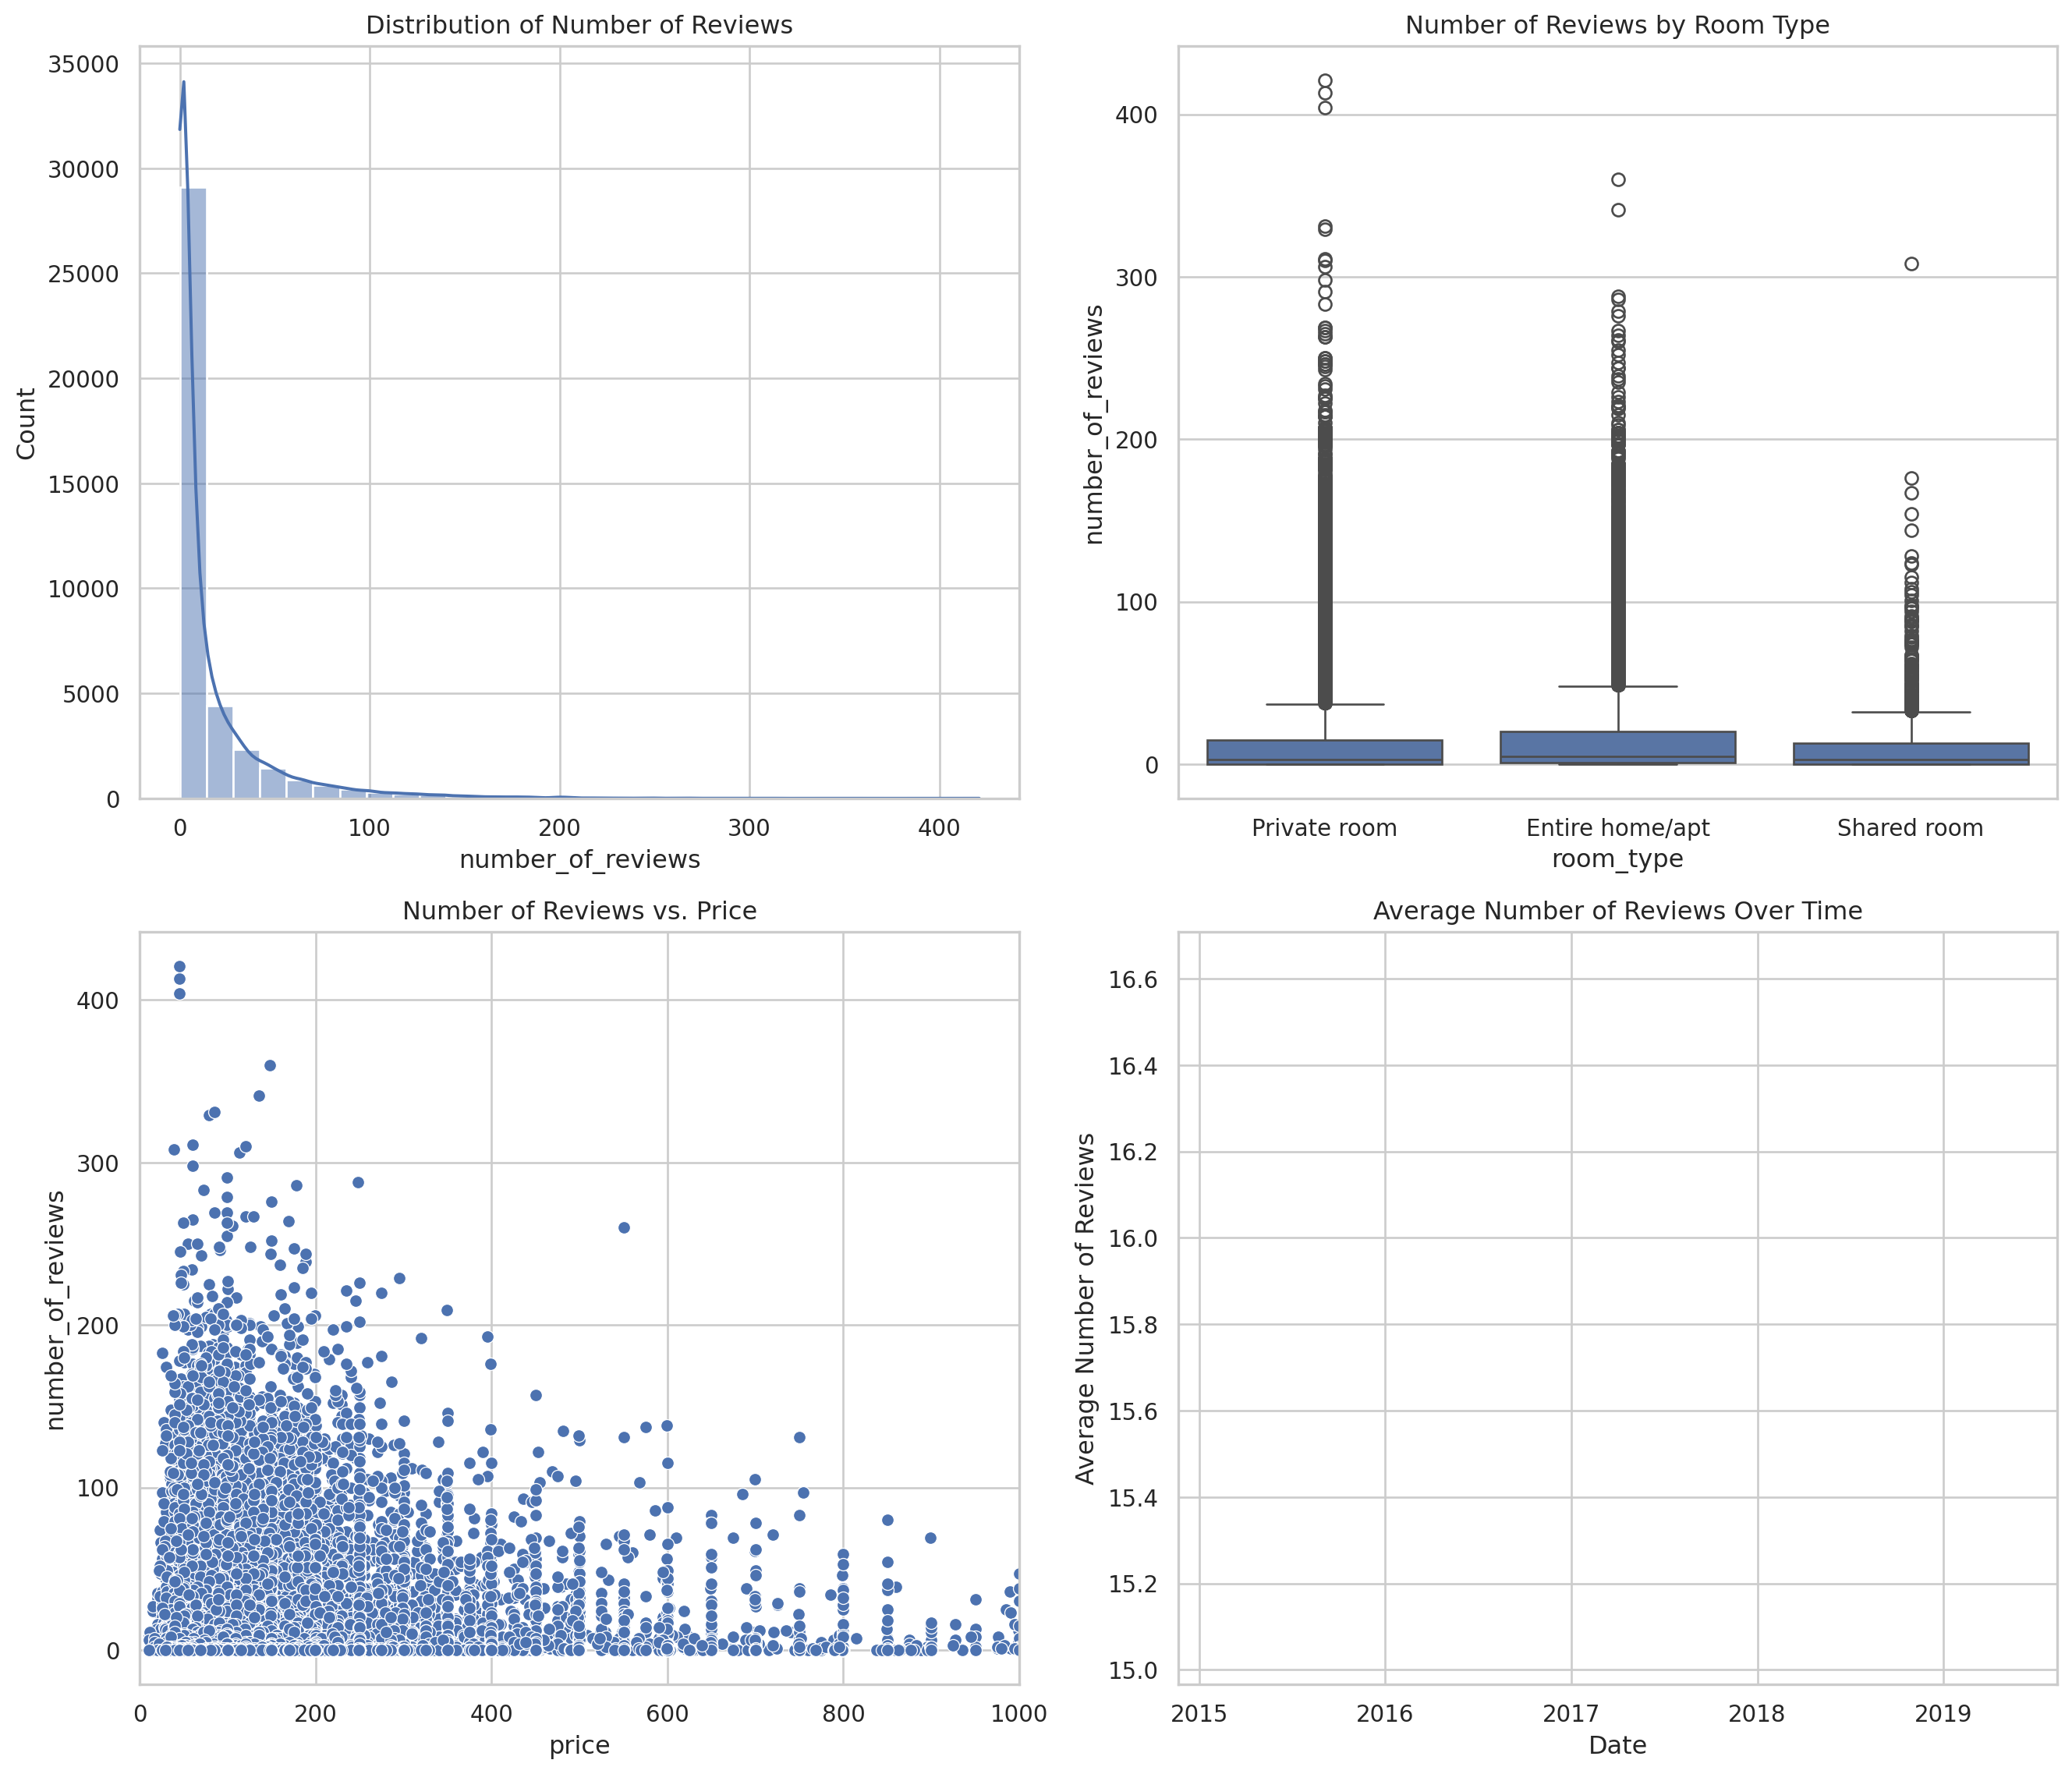 Distribution of Number of Reviews
35000
30000
25000
20000
15000
10000
5000
0
Count
0 100 200 300 400
number_of_reviews
Number of Reviews by Room Type
400
300
200
100
0
number_of_reviews
Private room Entire home/apt Shared room
room_type
Number of Reviews vs. Price
400
300
200
100
0
number_of_reviews
0 200 400 600 800 1000
price
Average Number of Reviews Over Time
16.6
16.4
16.2
16.0
15.8
15.6
15.4
15.2
15.0
Average Number of Reviews
2015 2016 2017 2018 2019
Date